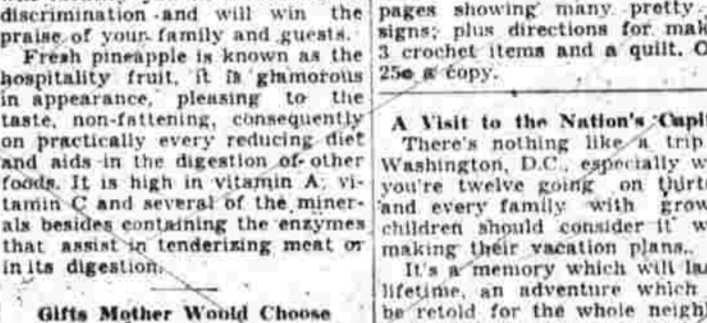 discrimination and will win the
praise of your family and guests.
Fresh pineapple is known as the
hospitality fruit, it is glamorous
in appearance, pleasing to the
taste, non-fattening, consequently
on practically every reducing diet
and aids in the digestion of other
foods. It is high in vitamin A, vi-
tamin C and several of the miner-
als besides containing the enzymes
that assist in tenderizing meat or
in its digestion.
Gifts Mother Would Choose
pages showing many pretty
signs; plus directions for mak
3 crochet items and a quilt. O
25c a copy.
A Visit to the Nation's Capit
There's nothing like a trip
Washington, D.C., especially w
you're twelve going on thirt
and every family with grow
children should consider it w
making their vacation plans.
It's a memory which will la
lifetime, an adventure which
be retold for the whole neigh